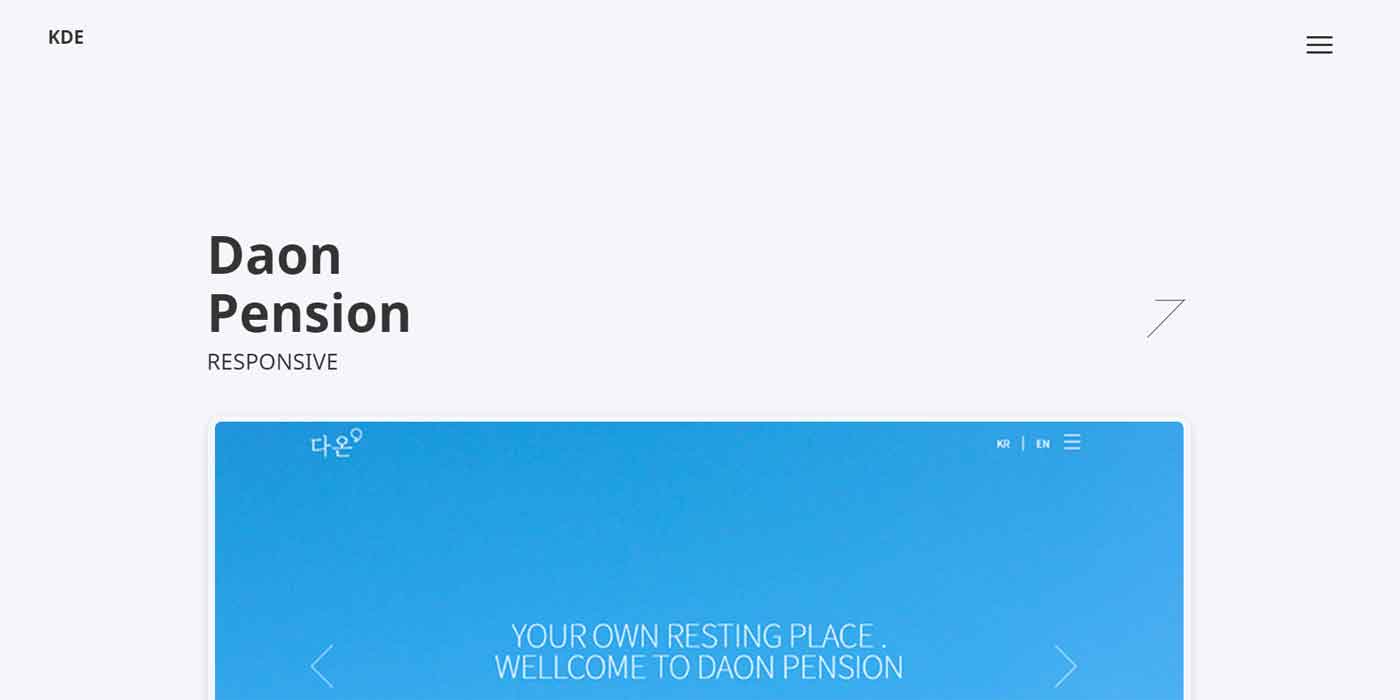 KDE
Daon
Pension
RESPONSIVE
다온
KR | EN
YOUR OWN RESTING PLACE .
WELLCOME TO DAON PENSION